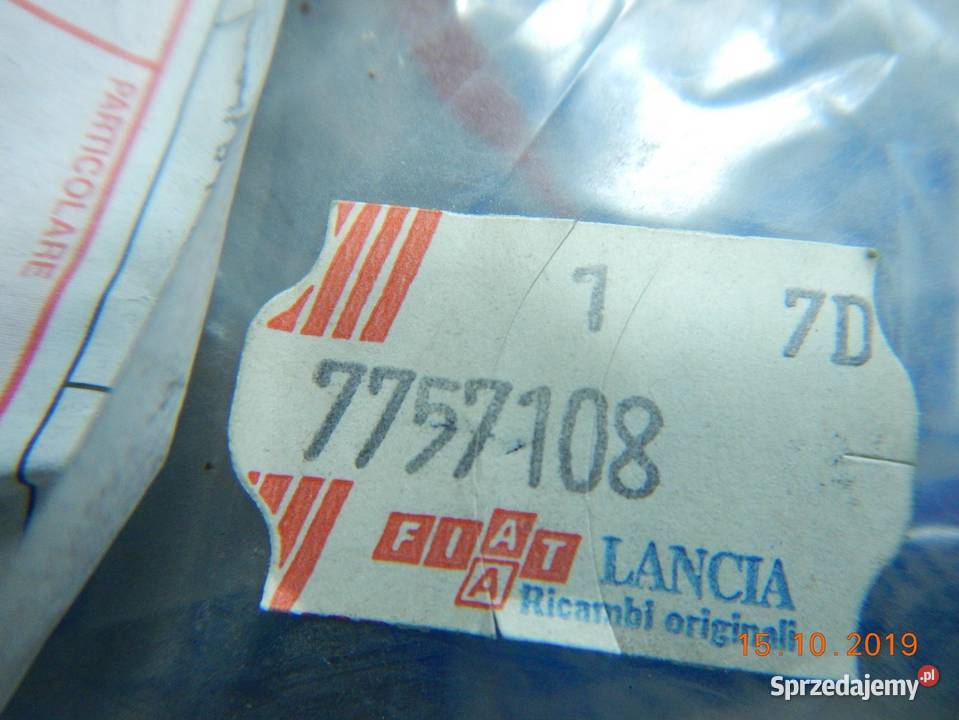 PARTICOLARE
1 7D
7757108
FIAT LANCIA
A
Ricambi originali
15.10.2019
Sprzedajemy.pl